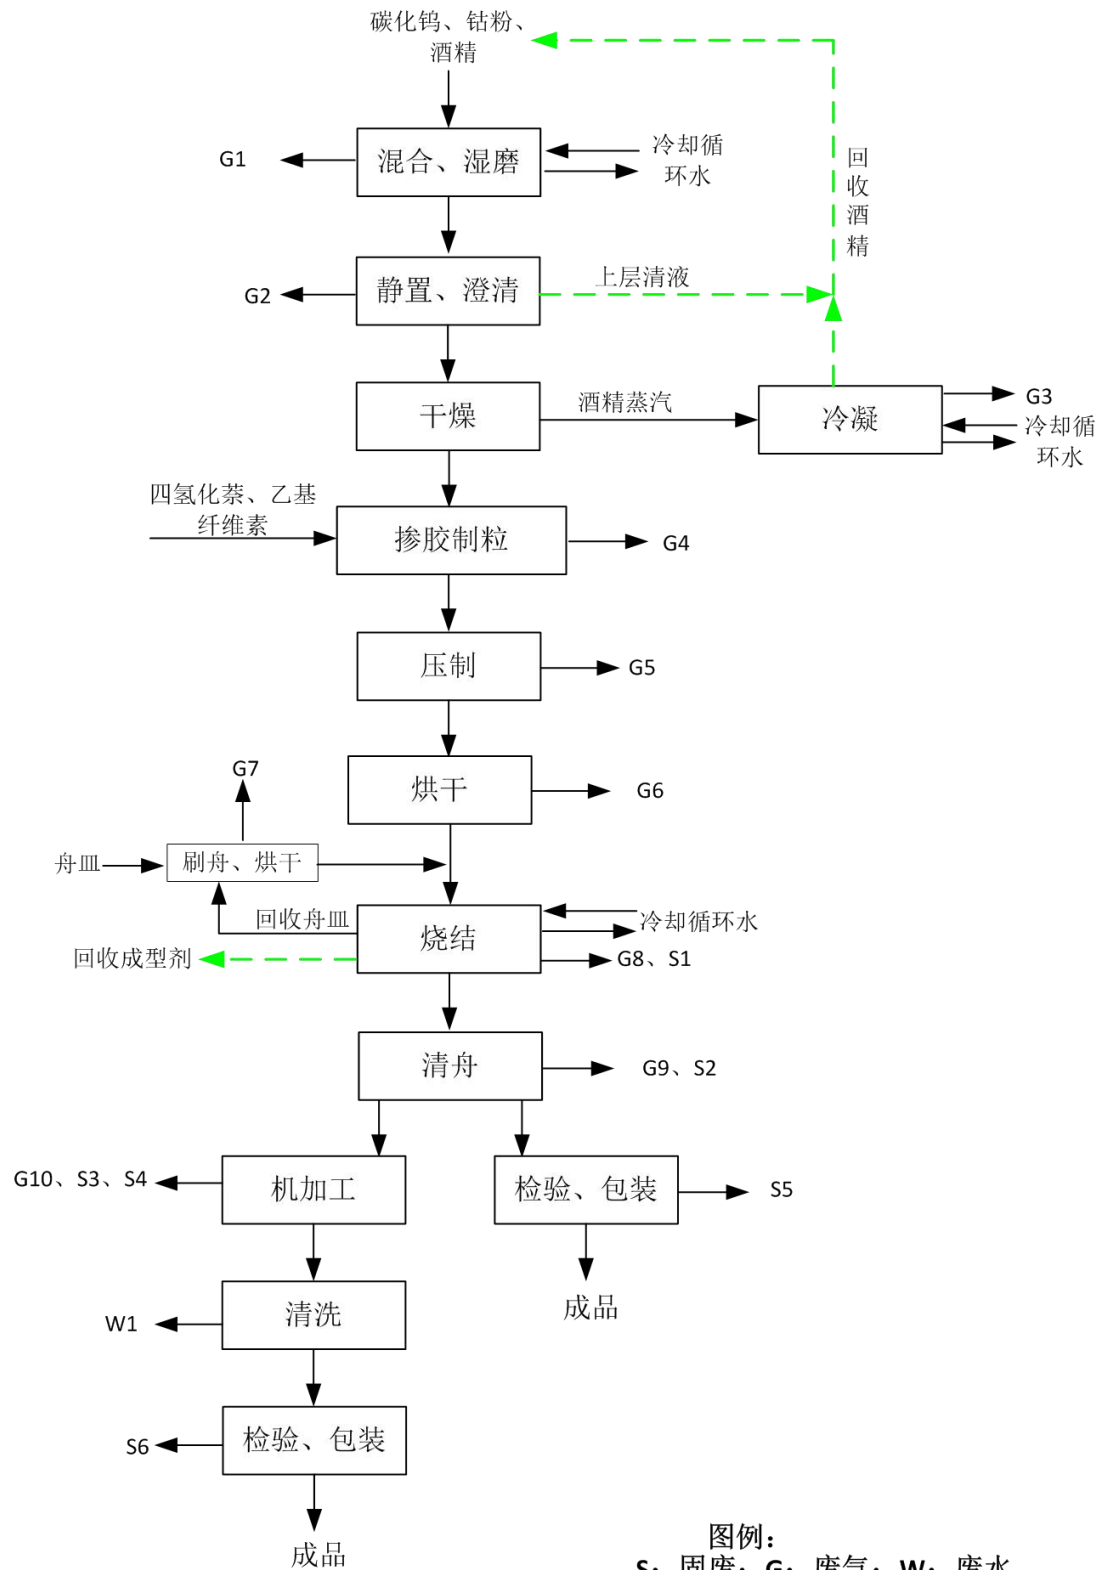 碳化钨、钴粉、
酒精
G1
混合、湿磨
冷却循
环水
回收酒精
G2
静置、澄清
上层清液
干燥
酒精蒸汽
冷凝
G3
冷却循
环水
四氢化萘、乙基
纤维素
掺胶制粒
G4
压制
G5
G7
烘干
G6
舟皿
刷舟、烘干
回收舟皿
烧结
冷却循环水
回收成型剂
G8、S1
清舟
G9、S2
G10、S3、S4
机加工
检验、包装
S5
成品
W1
清洗
S6
检验、包装
成品
图例：
S：固废；G：废气；W：废水